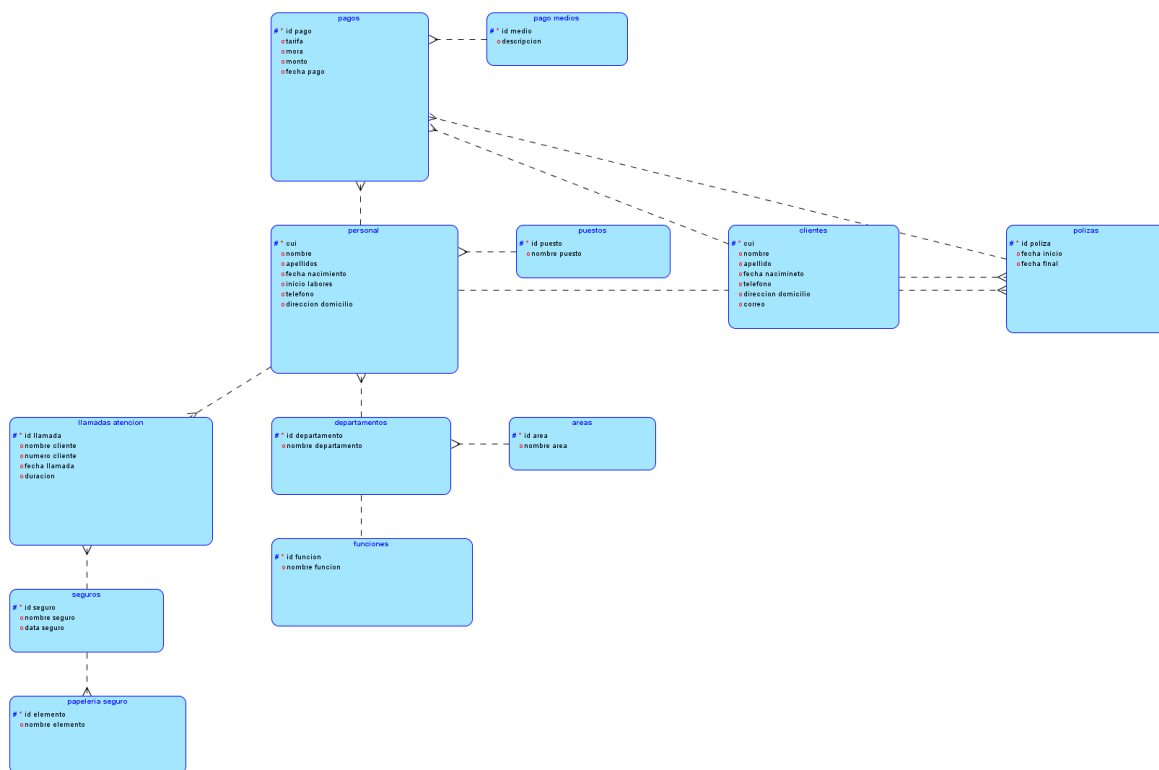 pagos
# * id pago
o tarifa
o mora
o monto
o fecha pago
pago medios
# * id medio
o descripcion
personal
# * cui
o nombre
o apellidos
o fecha nacimiento
o inicio labores
o telefono
o direccion domicilio
puestos
# * id puesto
o nombre puesto
clientes
# * cui
o nombre
o apellido
o fecha nacimineto
o telefono
o direccion domicilio
o correo
polizas
# * id poliza
o fecha inicio
o fecha final
llamadas atencion
# * id llamada
o nombre cliente
o numero cliente
o fecha llamada
o duracion
departamentos
# * id departamento
o nombre departamento
areas
# * id area
o nombre area
funciones
# * id funcion
o nombre funcion
seguros
# * id seguro
o nombre seguro
o data seguro
papeleria seguro
# * id elemento
o nombre elemento